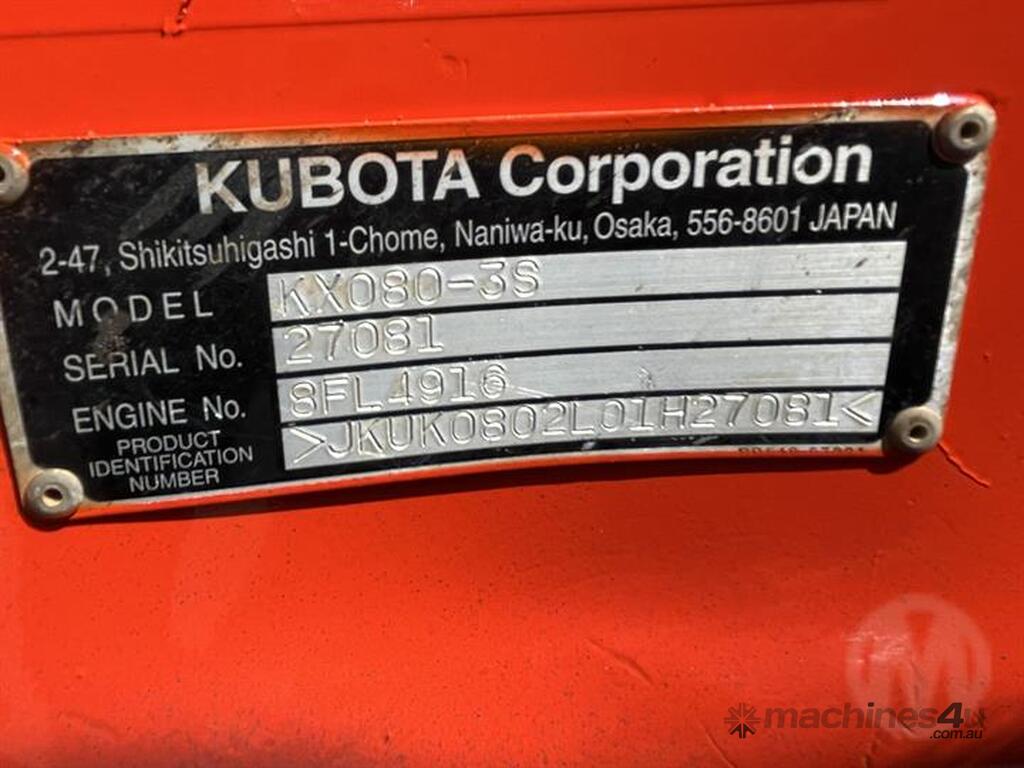 KUBOTA Corporation
2-47, Shikitsuhigashi 1-Chome, Naniwa-ku, Osaka, 556-8601 JAPAN
MODEL KX080-3S
SERIAL No. 27081
ENGINE No. 8FL4916
PRODUCT
IDENTIFICATION
NUMBER
>JKUK0802L01H27081<
machines4u
.com.au